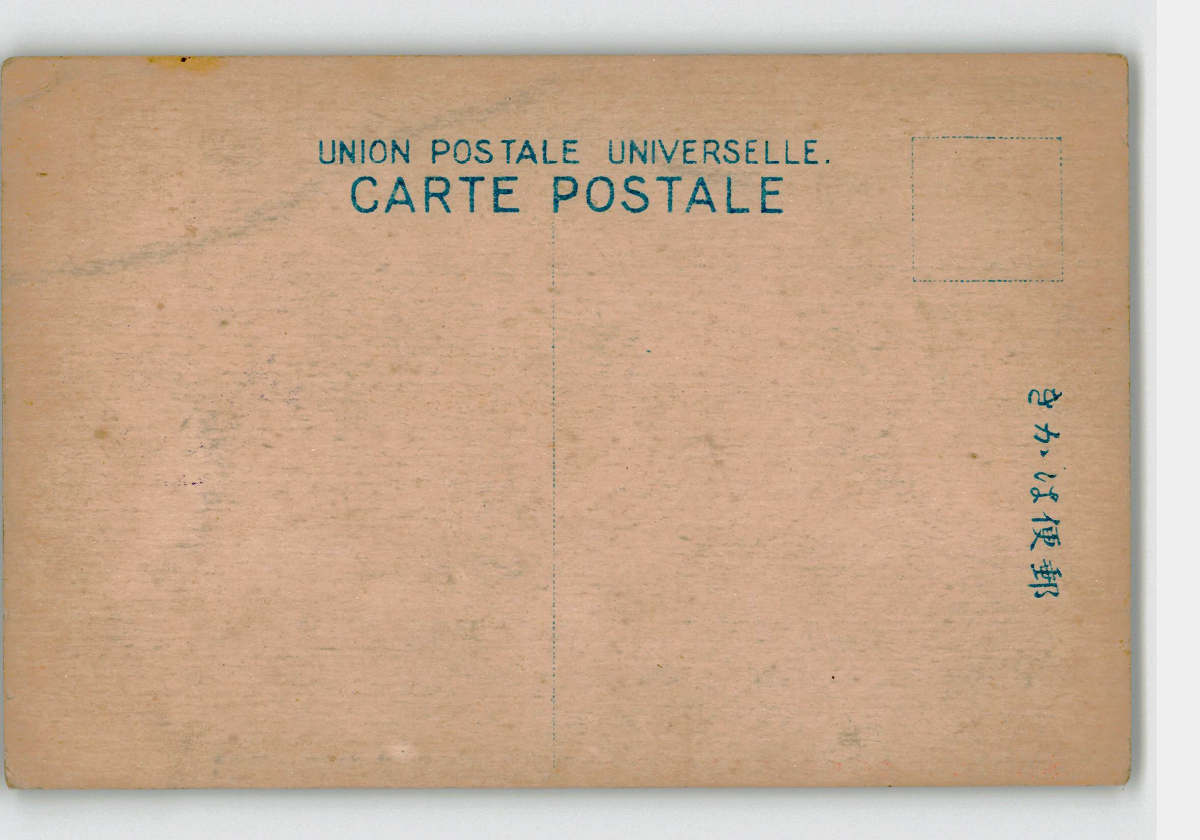 UNION POSTALE UNIVERSELLE.
CARTE POSTALE
郵便はかき